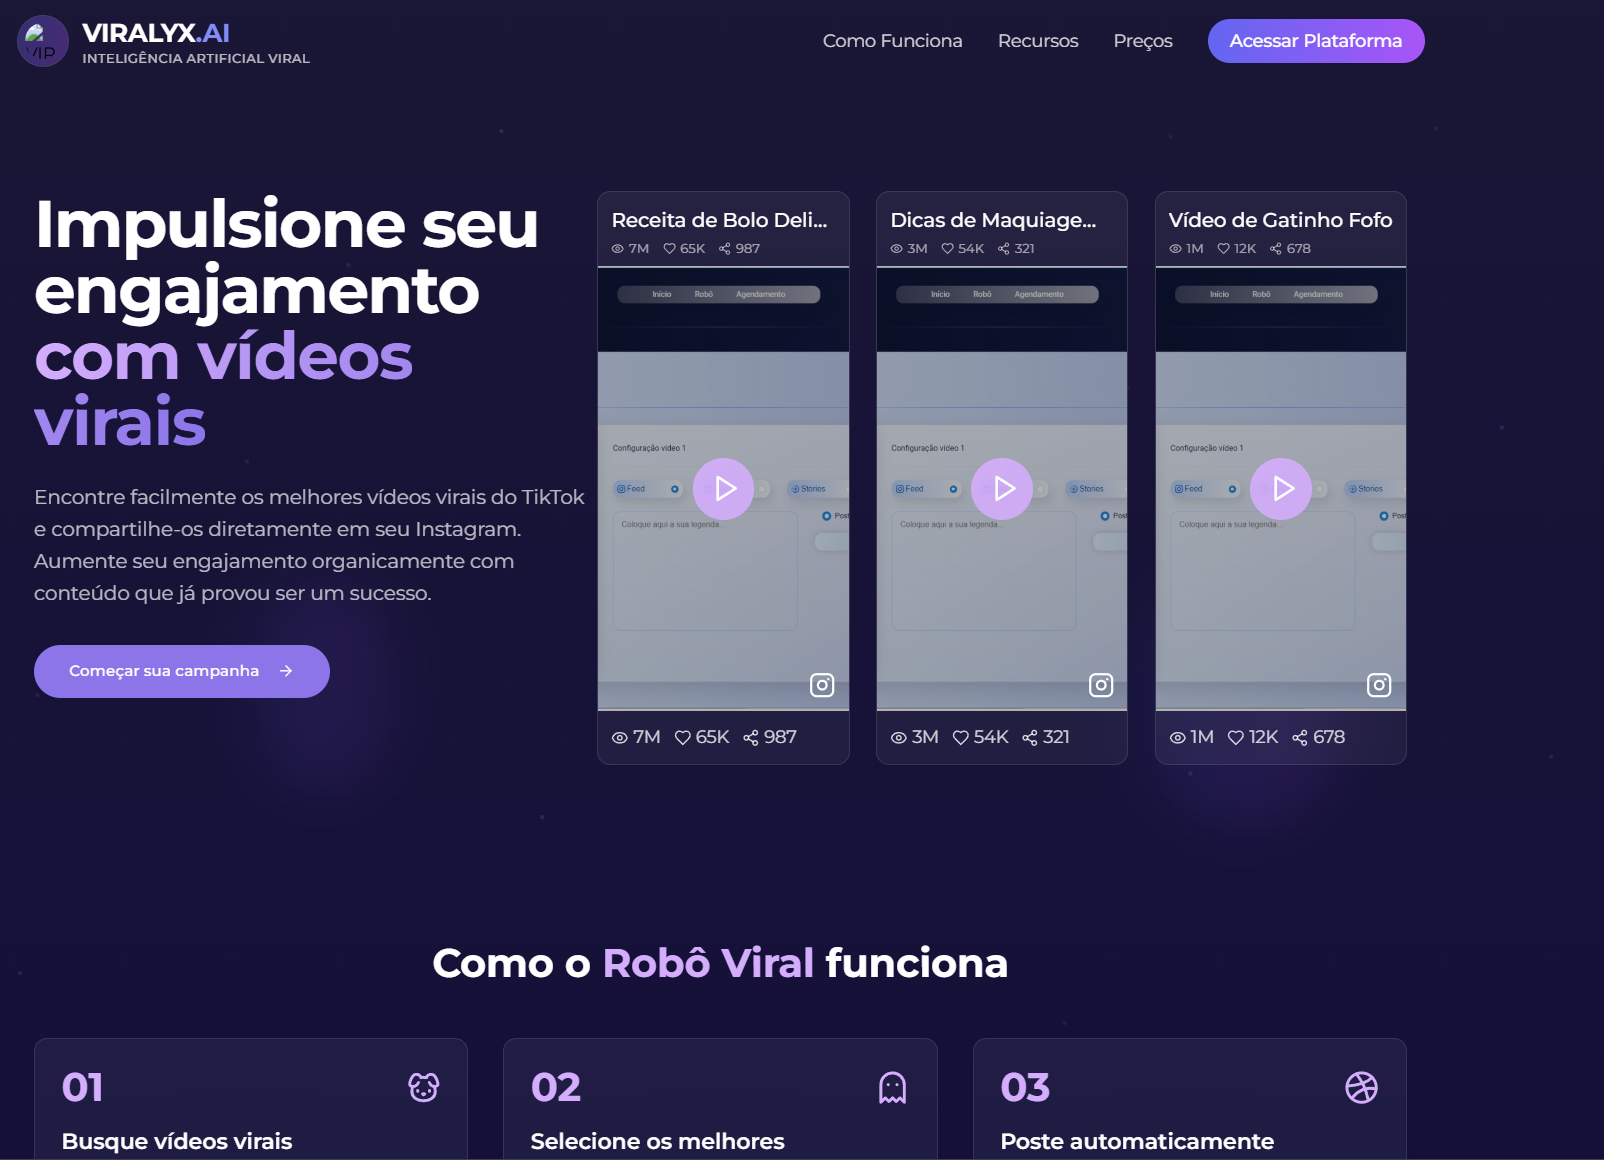 VIP
VIRALYX.AI
INTELIGÊNCIA ARTIFICIAL VIRAL
Como Funciona
Recursos
Preços
Acessar Plataforma
Impulsione seu
engajamento
com vídeos
virais
Encontre facilmente os melhores vídeos virais do TikTok
e compartilhe-os diretamente em seu Instagram.
Aumente seu engajamento organicamente com
conteúdo que já provou ser um sucesso.
Começar sua campanha
Receita de Bolo Deli...
7M 65K 987
Início Robô Agendamento
Configuração vídeo 1
Feed Stories
Coloque aqui a sua legenda...
Post
7M 65K 987
Dicas de Maquiage...
3M 54K 321
Início Robô Agendamento
Configuração vídeo 1
Feed Stories
Coloque aqui a sua legenda...
Post
3M 54K 321
Vídeo de Gatinho Fofo
1M 12K 678
Início Robô Agendamento
Configuração vídeo 1
Feed Stories
Coloque aqui a sua legenda...
Post
1M 12K 678
Como o Robô Viral funciona
01
Busque vídeos virais
02
Selecione os melhores
03
Poste automaticamente